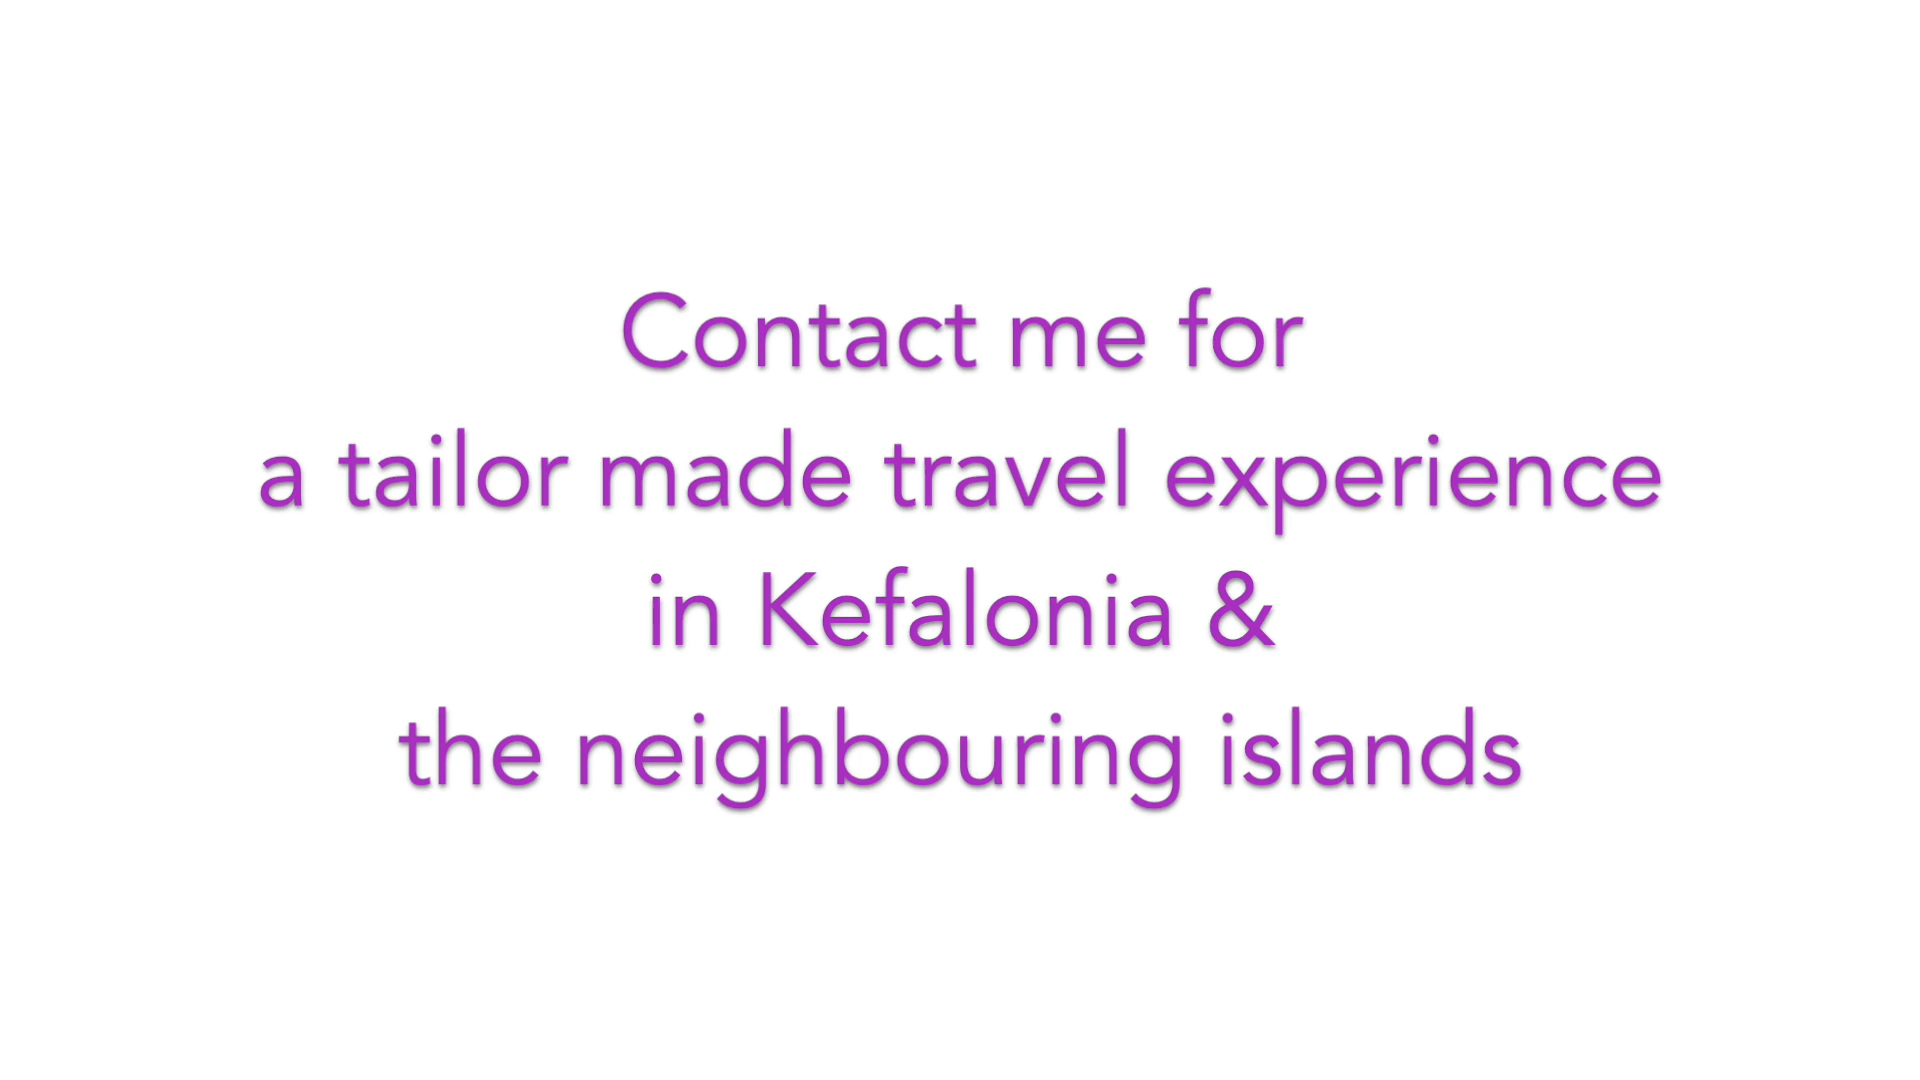 Contact me for
a tailor made travel experience
in Kefalonia &
the neighbouring islands